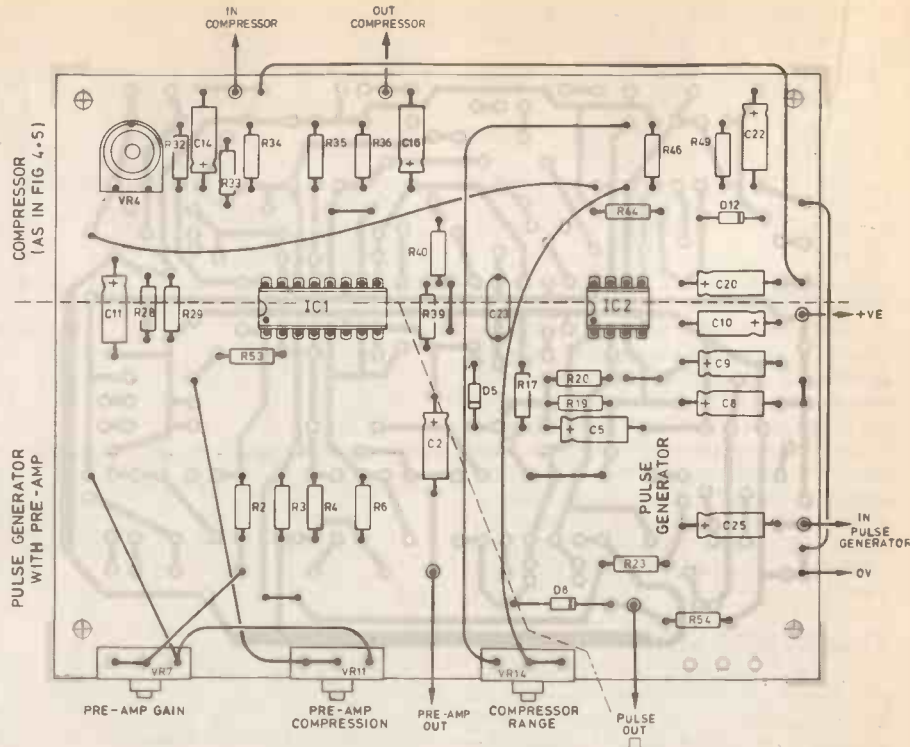 IN
COMPRESSOR
OUT
COMPRESSOR
COMPRESSOR
(AS IN FIG 4·5)
VR4
R32
C14
R33
R34
R35
R36
C16
R46
R49
C22
R44
D12
R40
C11
R28
R29
IC1
R39
C23
IC2
C20
C10
+VE
R53
D5
R17
R20
R19
C5
C9
C8
C2
PULSE GENERATOR
WITH PRE-AMP
R2
R3
R4
R6
PULSE
GENERATOR
C25
IN
PULSE
GENERATOR
R23
0V
D8
R54
VR7
VR11
VR14
PRE-AMP GAIN
PRE-AMP
COMPRESSION
PRE-AMP
OUT
COMPRESSOR
RANGE
PULSE
OUT